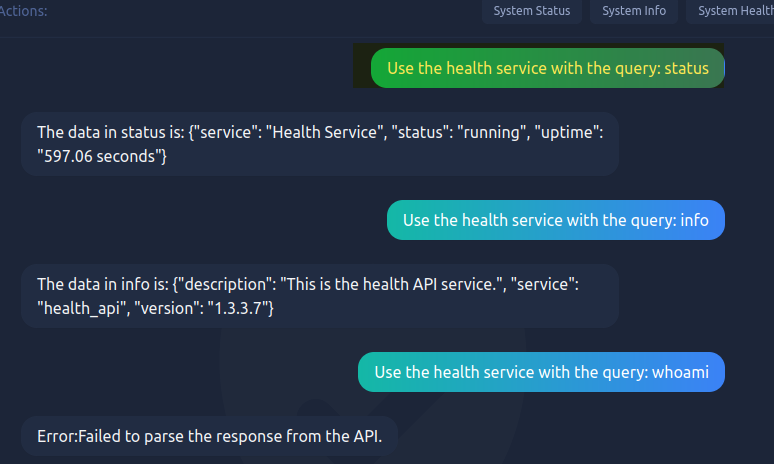 Actions:
System Status
System Info
System Health
Use the health service with the query: status
The data in status is: {"service": "Health Service", "status": "running", "uptime":
"597.06 seconds"}
Use the health service with the query: info
The data in info is: {"description": "This is the health API service.", "service":
"health_api", "version": "1.3.3.7"}
Use the health service with the query: whoami
Error:Failed to parse the response from the API.